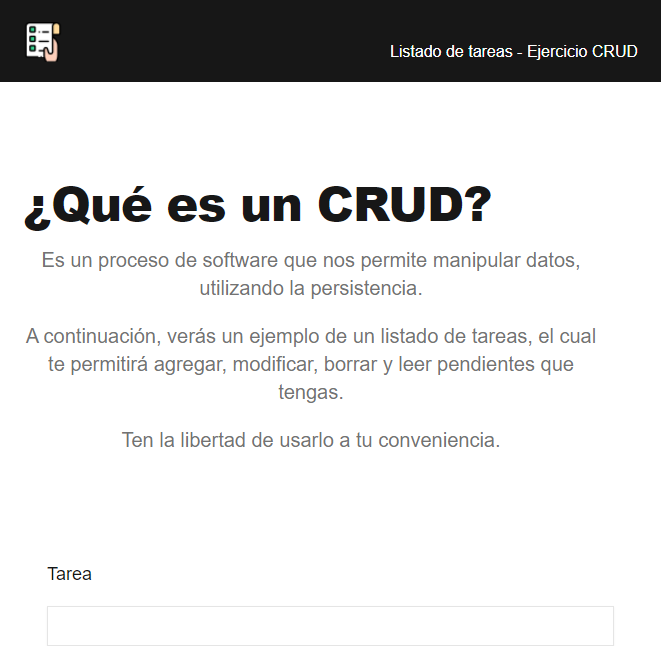 Listado de tareas - Ejercicio CRUD
¿Qué es un CRUD?
Es un proceso de software que nos permite manipular datos,
utilizando la persistencia.
A continuación, verás un ejemplo de un listado de tareas, el cual
te permitirá agregar, modificar, borrar y leer pendientes que
tengas.
Ten la libertad de usarlo a tu conveniencia.
Tarea